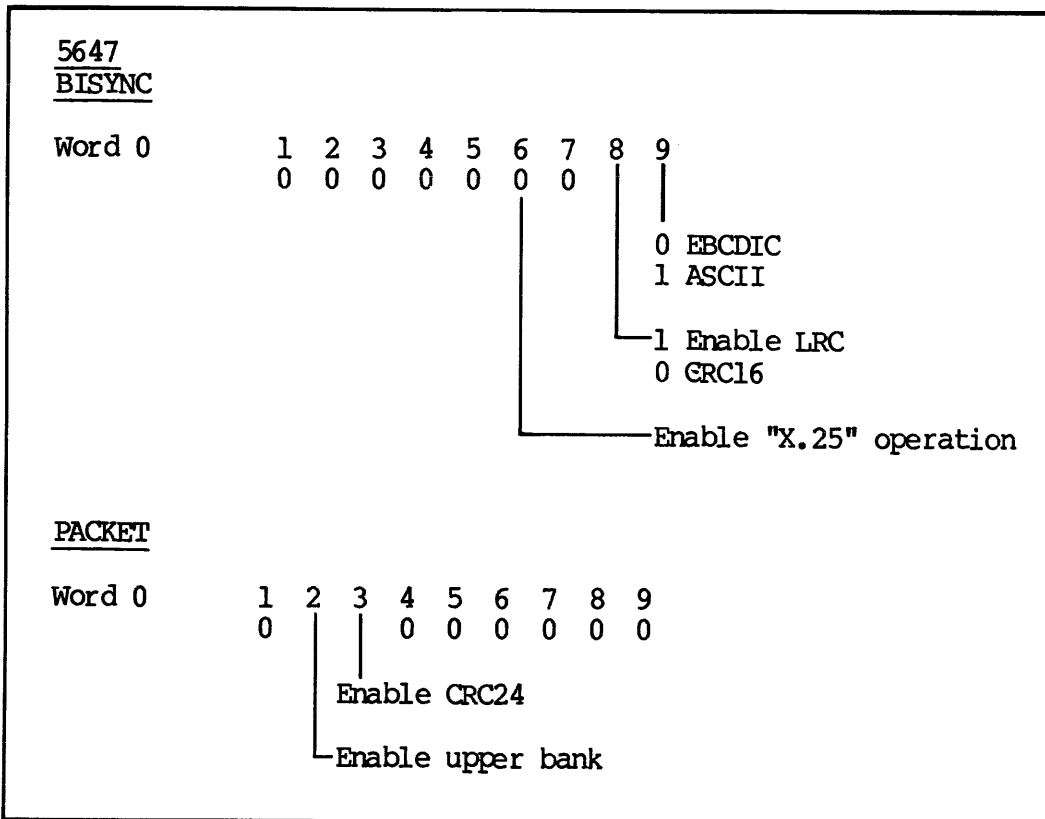 5647
BISYNC
Word 0 1 2 3 4 5 6 7 8 9
0 0 0 0 0 0 0
0 EBCDIC
1 ASCII
1 Enable LRC
0 CRC16
Enable "X.25" operation
PACKET
Word 0 1 2 3 4 5 6 7 8 9
0 0 0 0 0 0 0
Enable CRC24
Enable upper bank